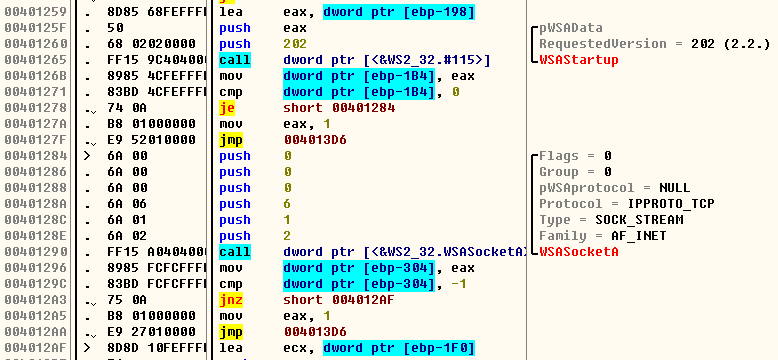 00401259 . 8D85 68FEFFFF lea eax, dword ptr [ebp-198]
0040125F . 50 push eax pWSAData
00401260 . 68 02020000 push 202 RequestedVersion = 202 (2.2.)
00401265 . FF15 9C404000 call dword ptr [<&WS2_32.#115>] WSAStartup
0040126B . 8985 4CFEFFFF mov dword ptr [ebp-1B4], eax
00401271 . 83BD 4CFEFFFF cmp dword ptr [ebp-1B4], 0
00401278 . 74 0A je short 00401284
0040127A . B8 01000000 mov eax, 1
0040127F . E9 52010000 jmp 004013D6
00401284 > 6A 00 push 0 Flags = 0
00401286 . 6A 00 push 0 Group = 0
00401288 . 6A 00 push 0 pWSAprotocol = NULL
0040128A . 6A 06 push 6 Protocol = IPPROTO_TCP
0040128C . 6A 01 push 1 Type = SOCK_STREAM
0040128E . 6A 02 push 2 Family = AF_INET
00401290 . FF15 A0404000 call dword ptr [<&WS2_32.WSASocketA> WSASocketA
00401296 . 8985 FCFCFFFF mov dword ptr [ebp-304], eax
0040129C . 83BD FCFCFFFF cmp dword ptr [ebp-304], -1
004012A3 . 75 0A jnz short 004012AF
004012A5 . B8 01000000 mov eax, 1
004012AA . E9 27010000 jmp 004013D6
004012AF > 8D8D 10FEFFFF lea ecx, dword ptr [ebp-1F0]